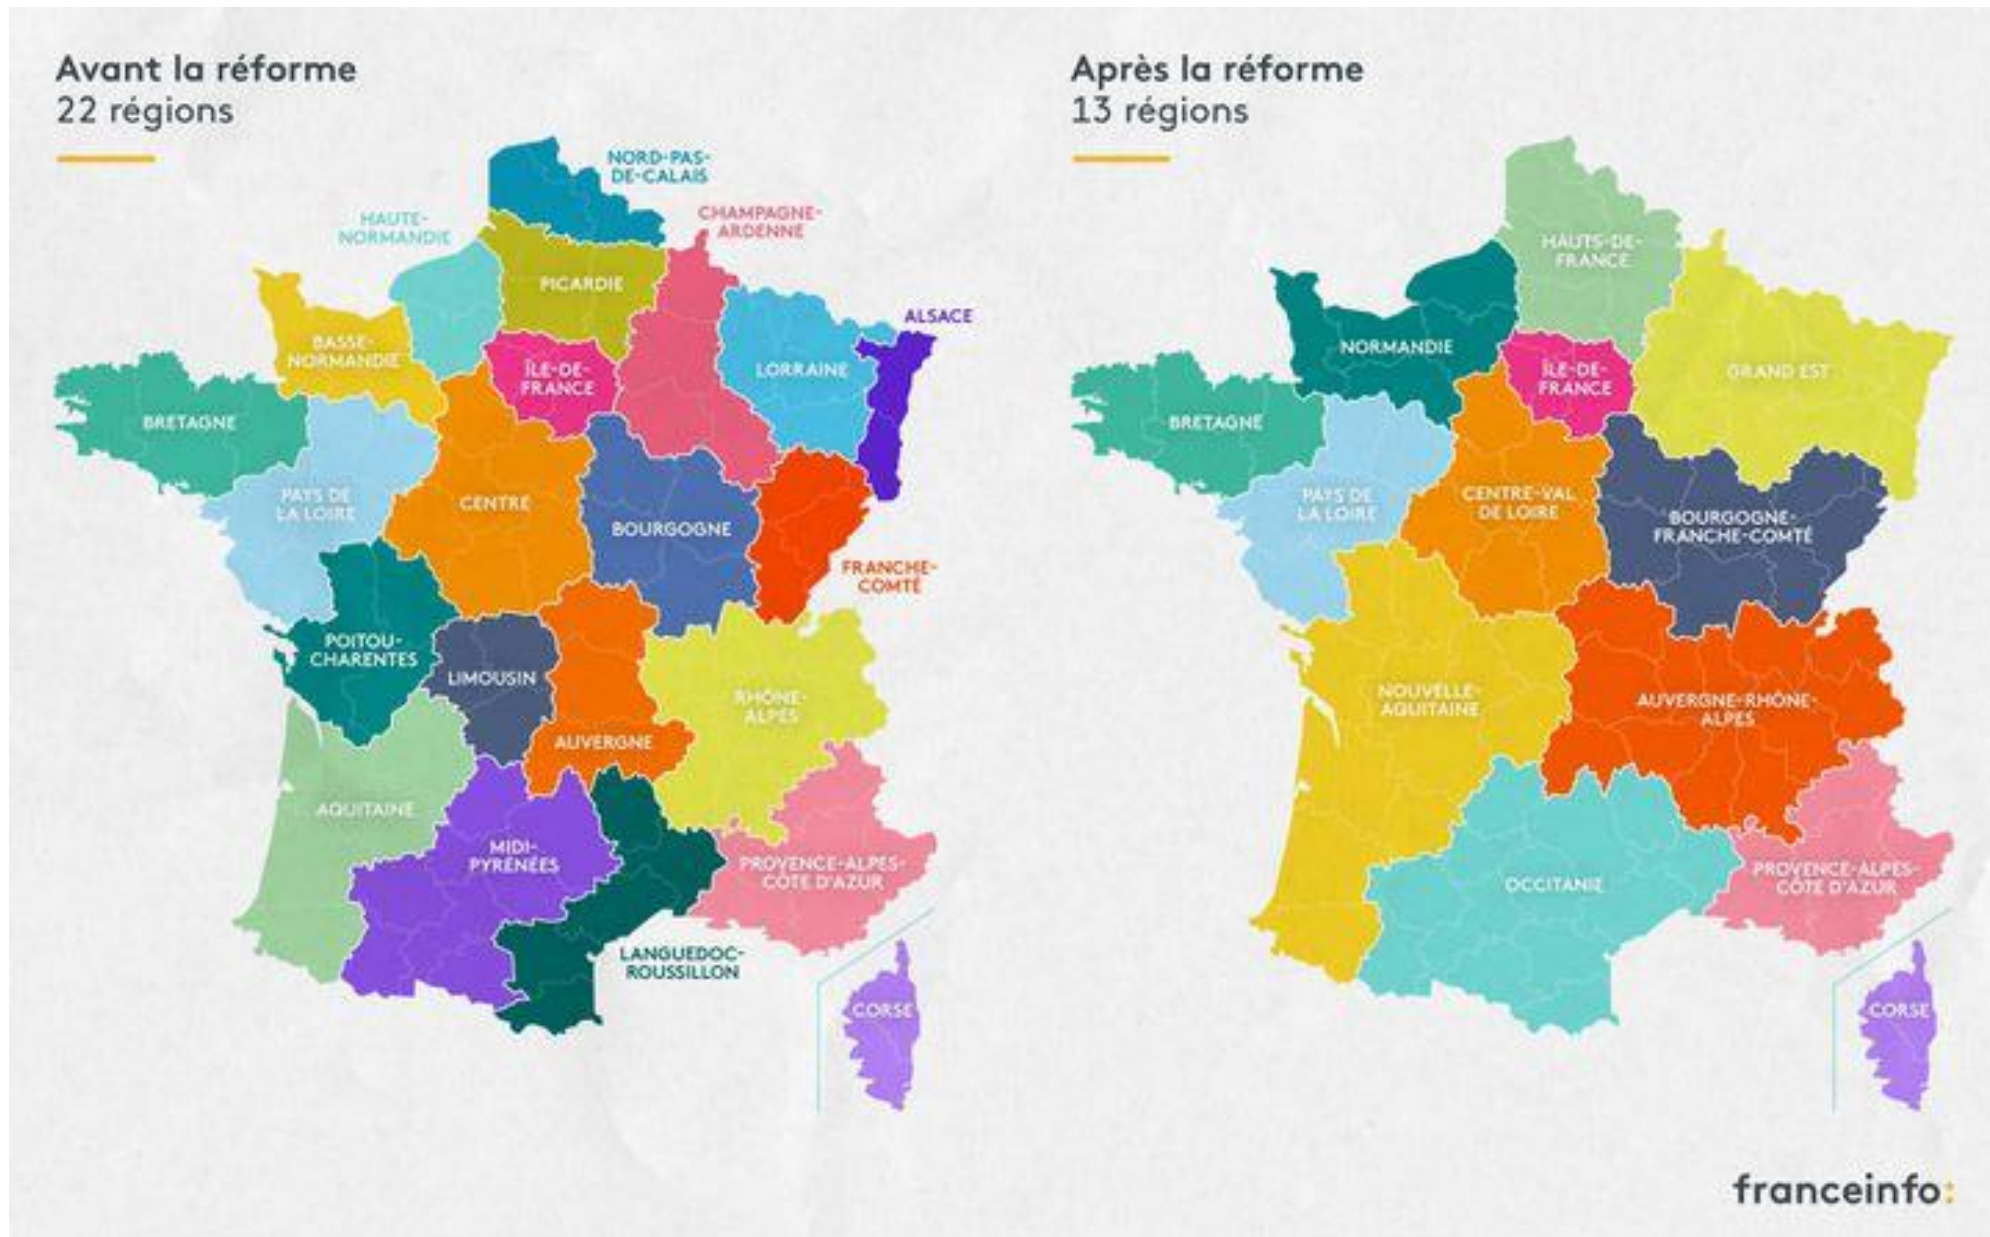 Avant la réforme
22 régions
NORD-PAS-
DE-CALAIS
HAUTE-
NORMANDIE
CHAMPAGNE-
ARDENNE
PICARDIE
ALSACE
BASSE-
NORMANDIE
ÎLE-DE-
FRANCE
LORRAINE
BRETAGNE
PAYS DE
LA LOIRE
CENTRE
BOURGOGNE
FRANCHE-
COMTÉ
POITOU-
CHARENTES
LIMOUSIN
RHÔNE-
ALPES
AUVERGNE
AQUITAINE
MIDI-
PYRÉNÉES
PROVENCE-ALPES-
CÔTE D'AZUR
LANGUEDOC-
ROUSSILLON
CORSE
Après la réforme
13 régions
HAUTS-DE-
FRANCE
NORMANDIE
ÎLE-DE-
FRANCE
GRAND EST
BRETAGNE
PAYS DE
LA LOIRE
CENTRE-VAL
DE LOIRE
BOURGOGNE-
FRANCHE-COMTÉ
NOUVELLE-
AQUITAINE
AUVERGNE-RHÔNE-
ALPES
OCCITANIE
PROVENCE-ALPES-
CÔTE D'AZUR
CORSE
franceinfo: